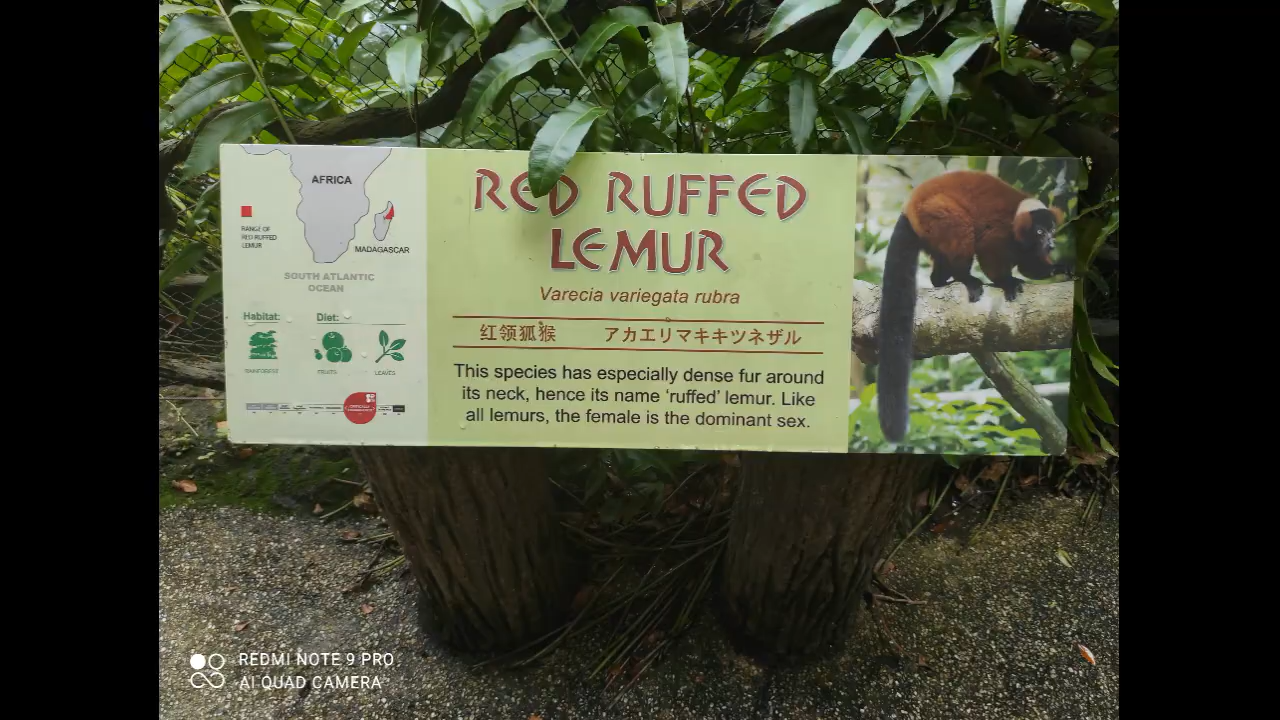 AFRICA
RANGE OF
RED RUFFED
LEMUR
MADAGASCAR
SOUTH ATLANTIC
OCEAN
Habitat:
Diet:
RAINFOREST
FRUITS
LEAVES
RED RUFFED
LEMUR
Varecia variegata rubra
红领狐猴 アカエリマキキツネザル
This species has especially dense fur around
its neck, hence its name ‘ruffed’ lemur. Like
all lemurs, the female is the dominant sex.
REDMI NOTE 9 PRO
AI QUAD CAMERA